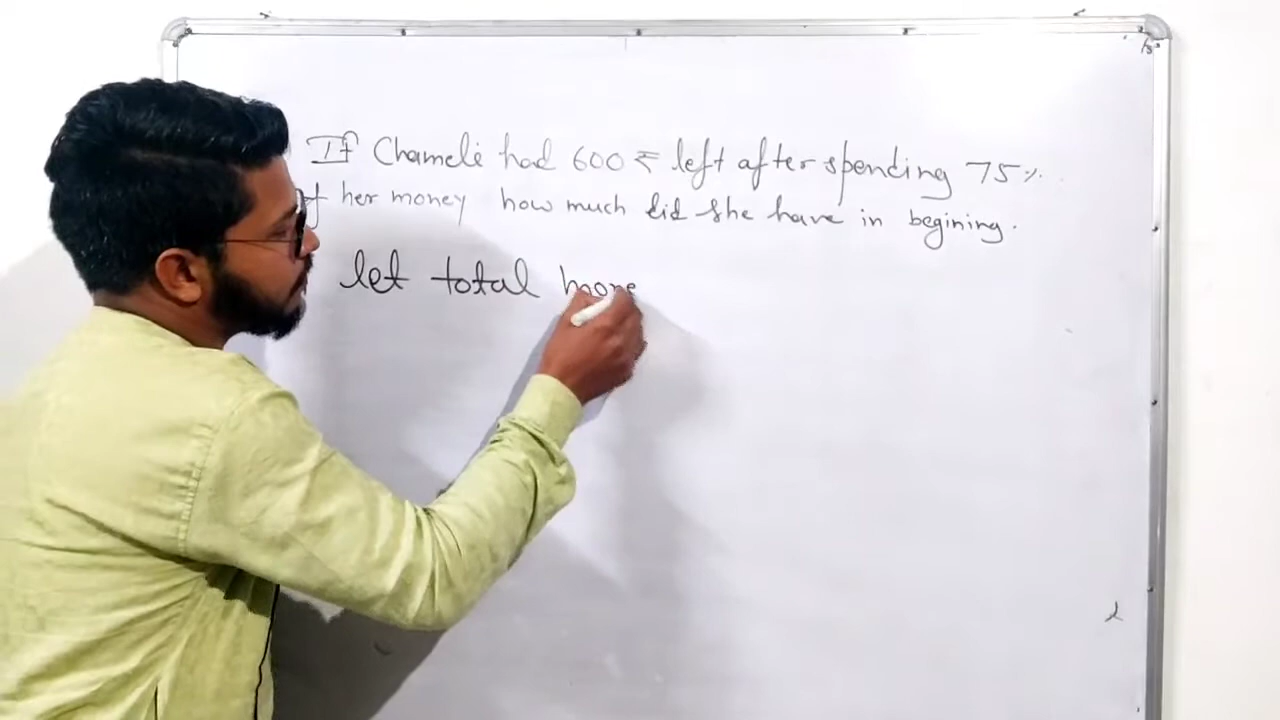 If Chameli had 600 ₹ left after spending 75%.
of her money how much did she have in begining.
let total mone